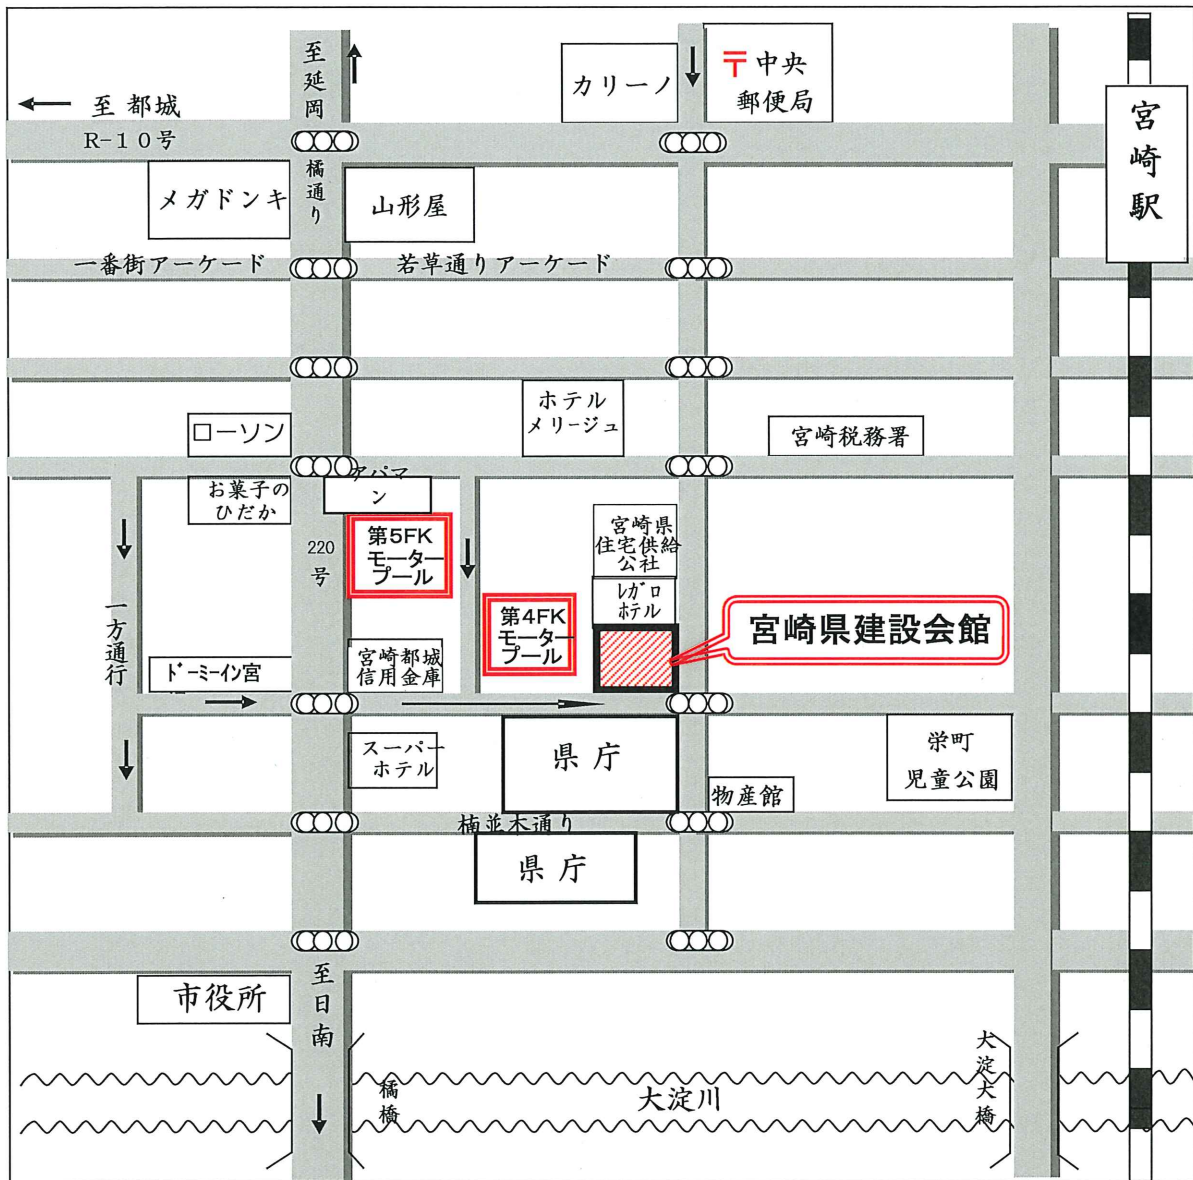 至延岡
カリーノ
〒中央
郵便局
至 都城
R-10号
宮崎駅
橘通り
メガドンキ
山形屋
一番街アーケード
若草通りアーケード
ホテル
メリージュ
ローソン
宮崎税務署
アパマ
ン
お菓子の
ひだか
第5FK
モーター
プール
宮崎県
住宅供給
公社
220
号
レガロ
ホテル
第4FK
モーター
プール
一方通行
宮崎県建設会館
宮崎都城
信用金庫
ドーミーイン宮
スーパー
ホテル
県庁
栄町
児童公園
物産館
楠並木通り
県庁
市役所
至日南
橘橋
大淀川
大淀大橋